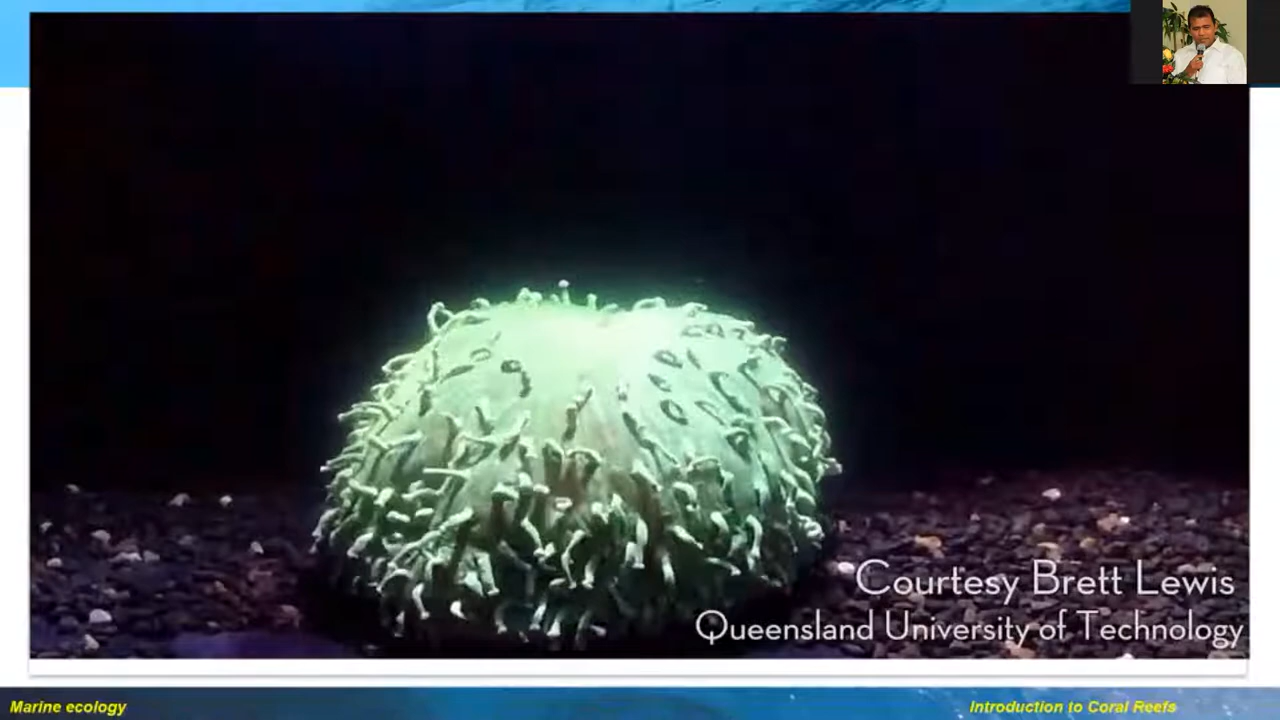 Courtesy Brett Lewis
Queensland University of Technology
Marine ecology
Introduction to Coral Reefs